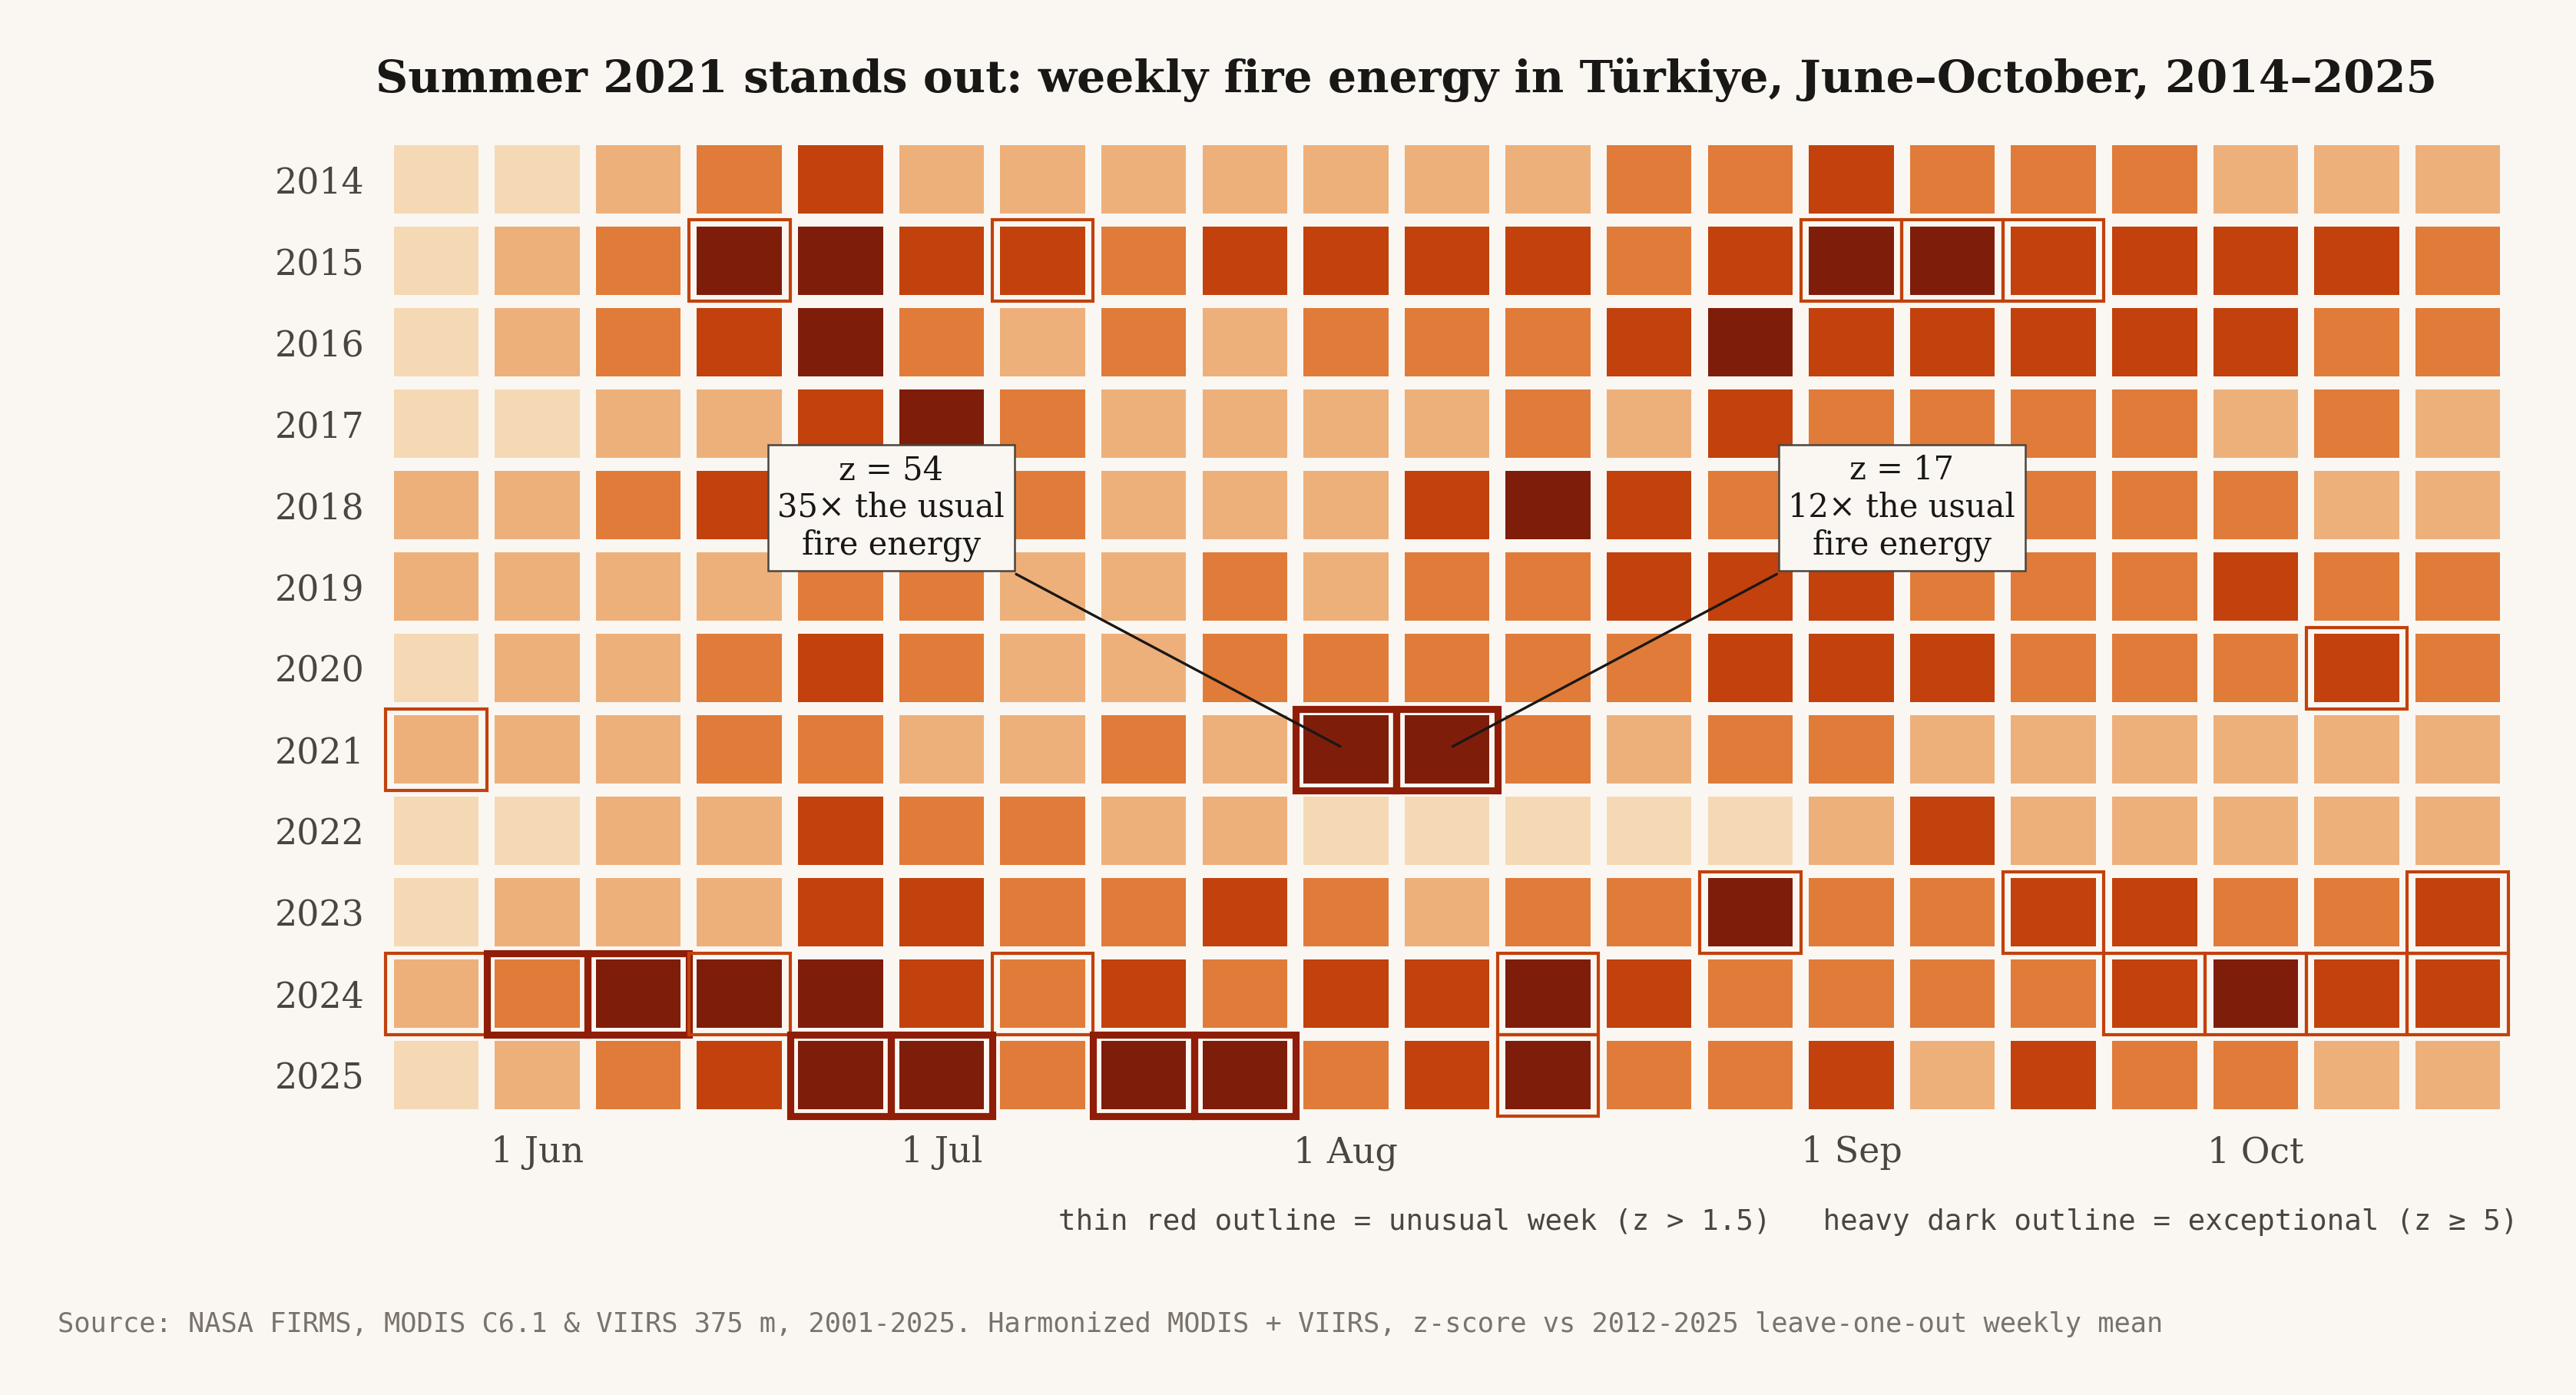 Summer 2021 stands out: weekly fire energy in Türkiye, June–October, 2014–2025
2014
2015
2016
2017
z = 54
35× the usual
fire energy
z = 17
12× the usual
fire energy
2018
2019
2020
2021
2022
2023
2024
2025
1 Jun
1 Jul
1 Aug
1 Sep
1 Oct
thin red outline = unusual week (z > 1.5)   heavy dark outline = exceptional (z ≥ 5)
Source: NASA FIRMS, MODIS C6.1 & VIIRS 375 m, 2001-2025. Harmonized MODIS + VIIRS, z-score vs 2012-2025 leave-one-out weekly mean